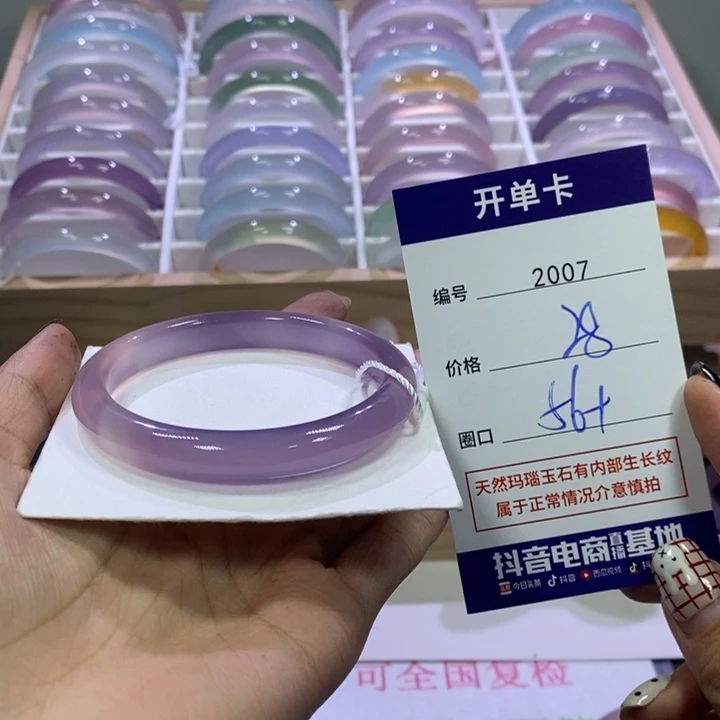 开单卡
编号 2007
价格 28
圈口 56+
天然玛瑙玉石有内部生长纹
属于正常情况介意慎拍
抖音电商直播基地
今日头条 抖音 西瓜视频
可全国复检